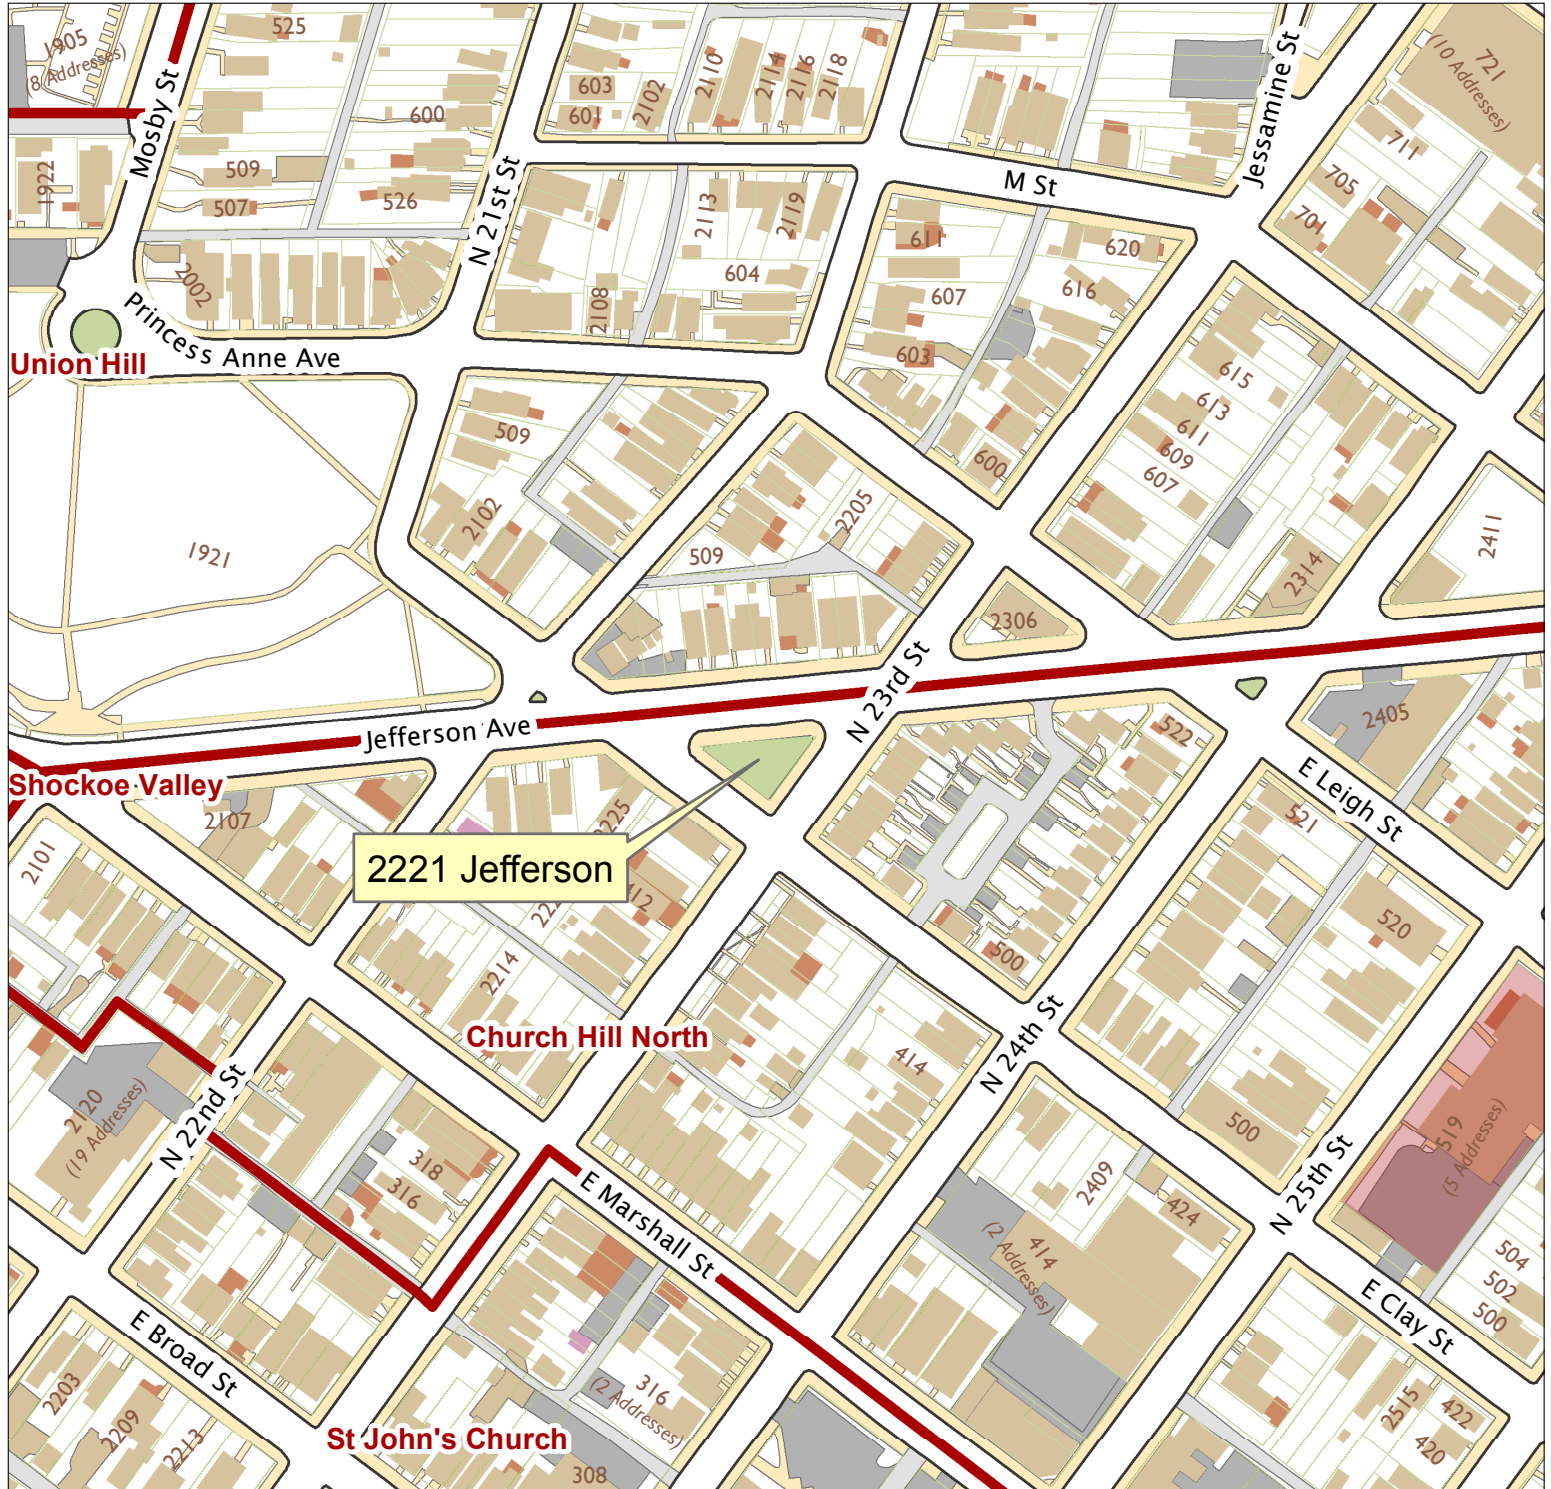 1905
(8 Addresses)
Mosby St
525
603
601
2102
2110
2114
2116
2118
Jessamine St
721
(10 Addresses)
600
711
705
701
1922
509
507
526
N 21st St
M St
2113
2119
611
620
604
607
616
2002
2108
603
Princess Anne Ave
Union Hill
615
613
611
609
607
509
2102
600
2205
509
1921
2411
2314
2306
N 23rd St
Jefferson Ave
522
2405
E Leigh St
Shockoe Valley
2107
2101
2225
521
2221 Jefferson
412
520
500
2214
Church Hill North
414
N 24th St
2120
(19 Addresses)
N 22nd St
318
316
500
519
(5 Addresses)
N 25th St
2409
424
E Marshall St
414
(2 Addresses)
504
502
500
E Clay St
E Broad St
2203
2209
2213
316
(2 Addresses)
St John's Church
308
2515
422
420